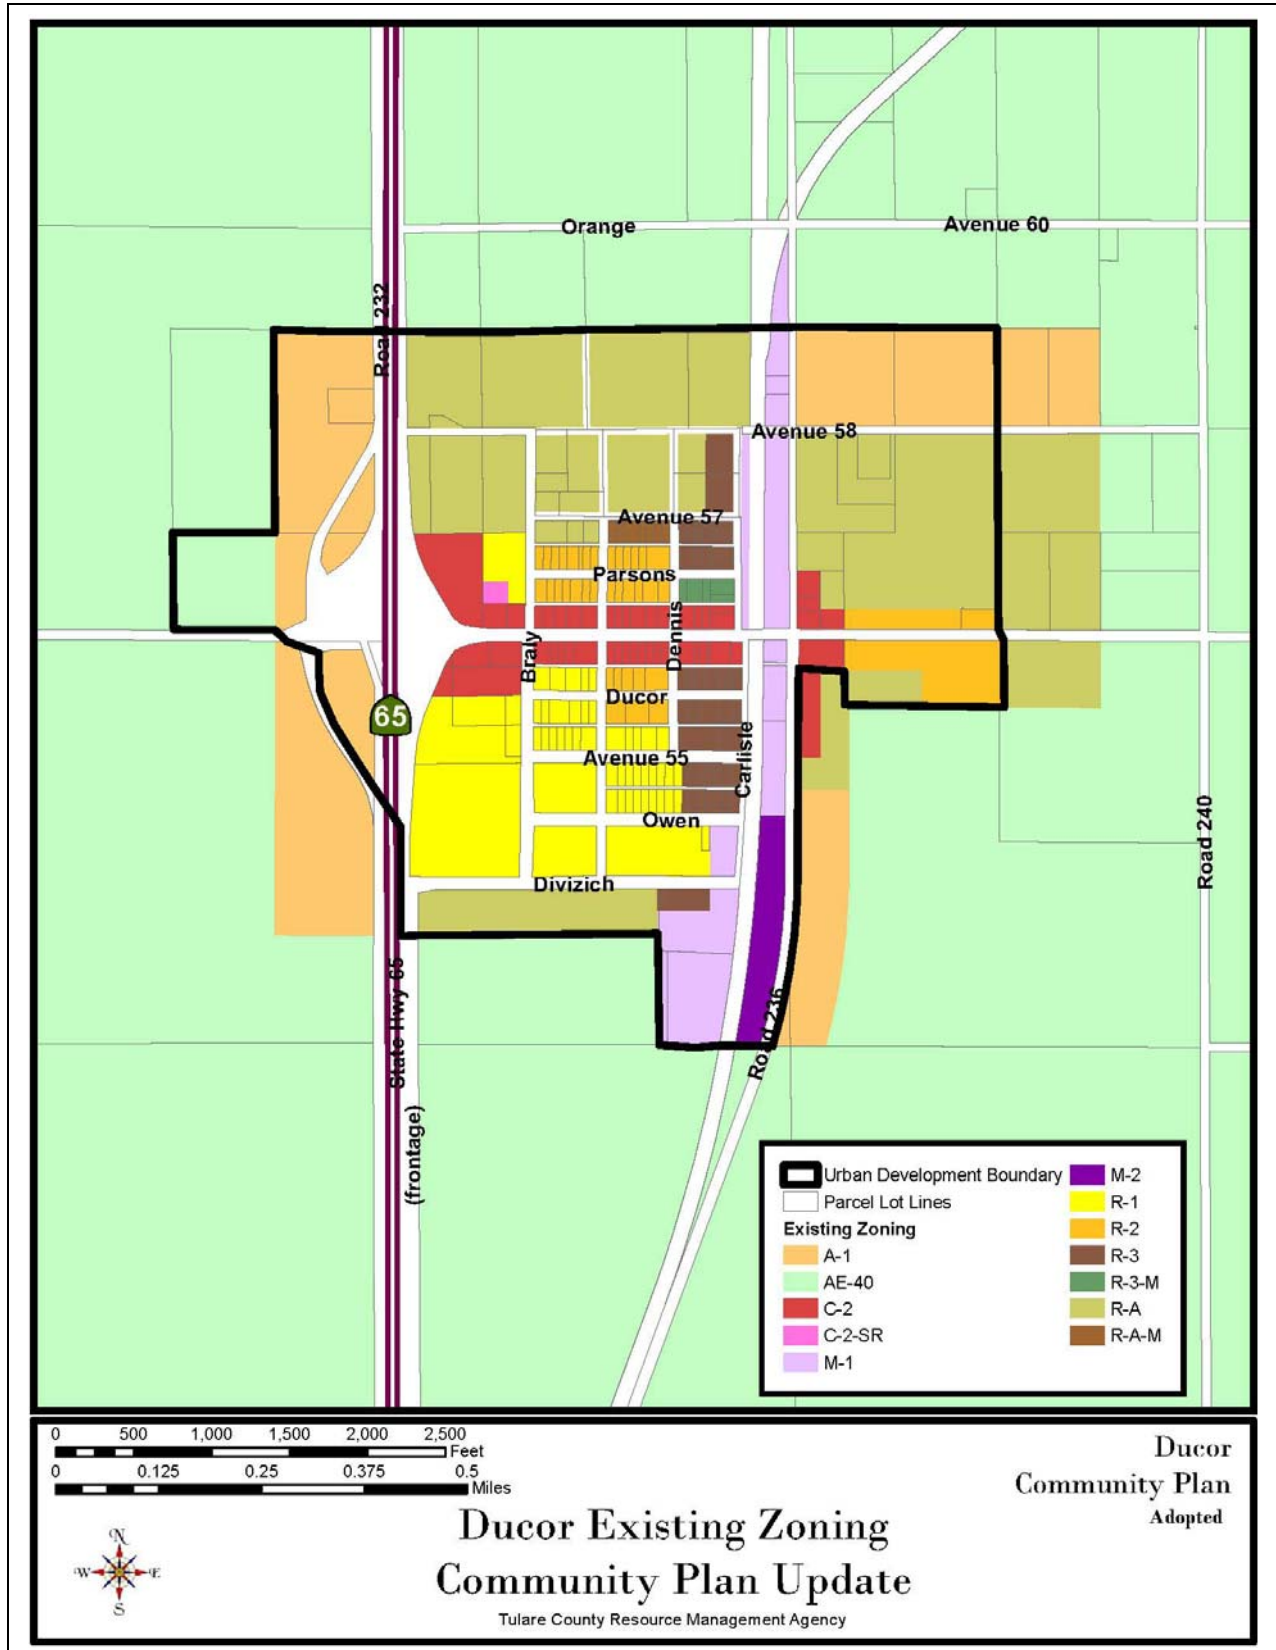 Orange
Avenue 60
Road 232
Avenue 58
Avenue 57
Parsons
Dennis
Braly
Ducor
65
Carlisle
Avenue 55
Owen
Road 240
Divizich
State Hwy 65
(frontage)
Road 236
Urban Development Boundary
Parcel Lot Lines
Existing Zoning
A-1
AE-40
C-2
C-2-SR
M-1
M-2
R-1
R-2
R-3
R-3-M
R-A
R-A-M
0 500 1,000 1,500 2,000 2,500
Feet
0 0.125 0.25 0.375 0.5
Miles
Ducor
Community Plan
Adopted
N
W E
S
Ducor Existing Zoning
Community Plan Update
Tulare County Resource Management Agency